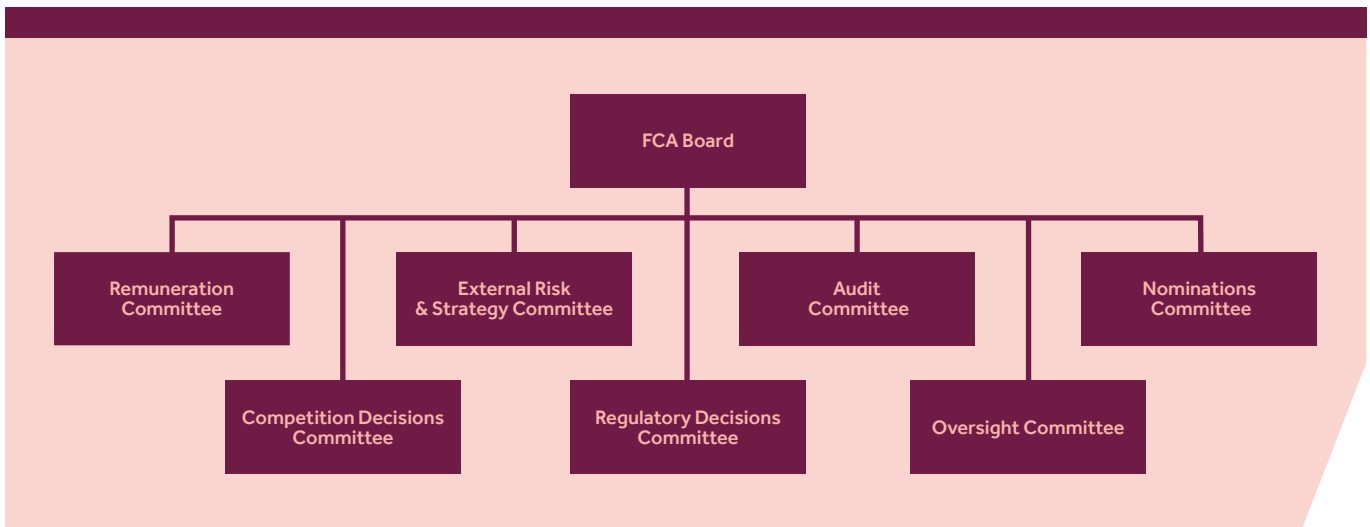 FCA Board
Remuneration
Committee
External Risk
& Strategy Committee
Audit
Committee
Nominations
Committee
Competition Decisions
Committee
Regulatory Decisions
Committee
Oversight Committee